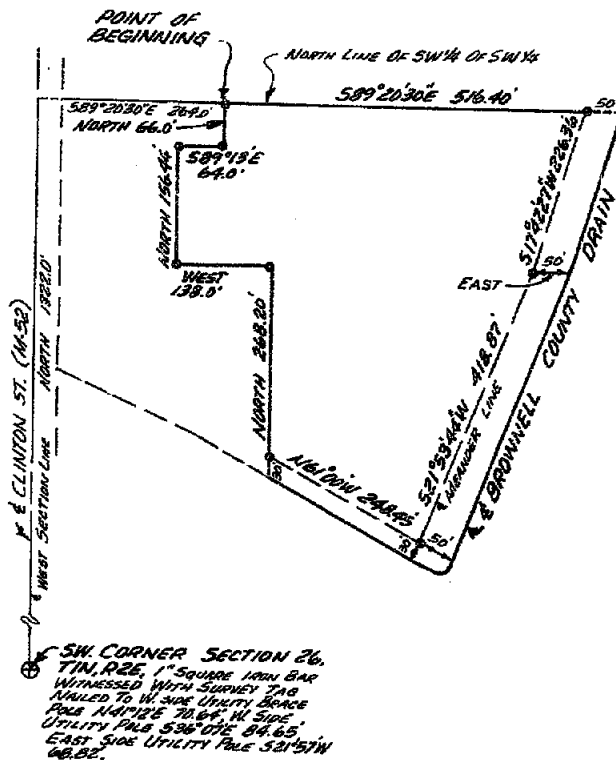 POINT OF
BEGINNING
NORTH LINE OF SW¼ OF SW¼
S89°20'30"E 516.40'
50'
S89°20'30"E 264.0'
NORTH 66.0'
S89°13'E
64.0'
NORTH 156.44'
WEST
138.0'
NORTH 268.20'
S17°42'27"W 226.36'
50'
EAST
S21°53'44"W 418.87'
MEANDER LINE
℄ BROWNELL COUNTY DRAIN
N61°00'W 248.45'
30'
30'
50'
℄ CLINTON ST. (M-52)
WEST SECTION LINE NORTH 1322.0'
SW. CORNER SECTION 26,
T1N, R2E, 1" SQUARE IRON BAR
WITNESSED WITH SURVEY TAG
NAILED TO W. SIDE UTILITY BRACE
POLE N41°12'E 70.64', W. SIDE
UTILITY POLE S36°07'E 84.65',
EAST SIDE UTILITY POLE S21°57'W
68.82'.